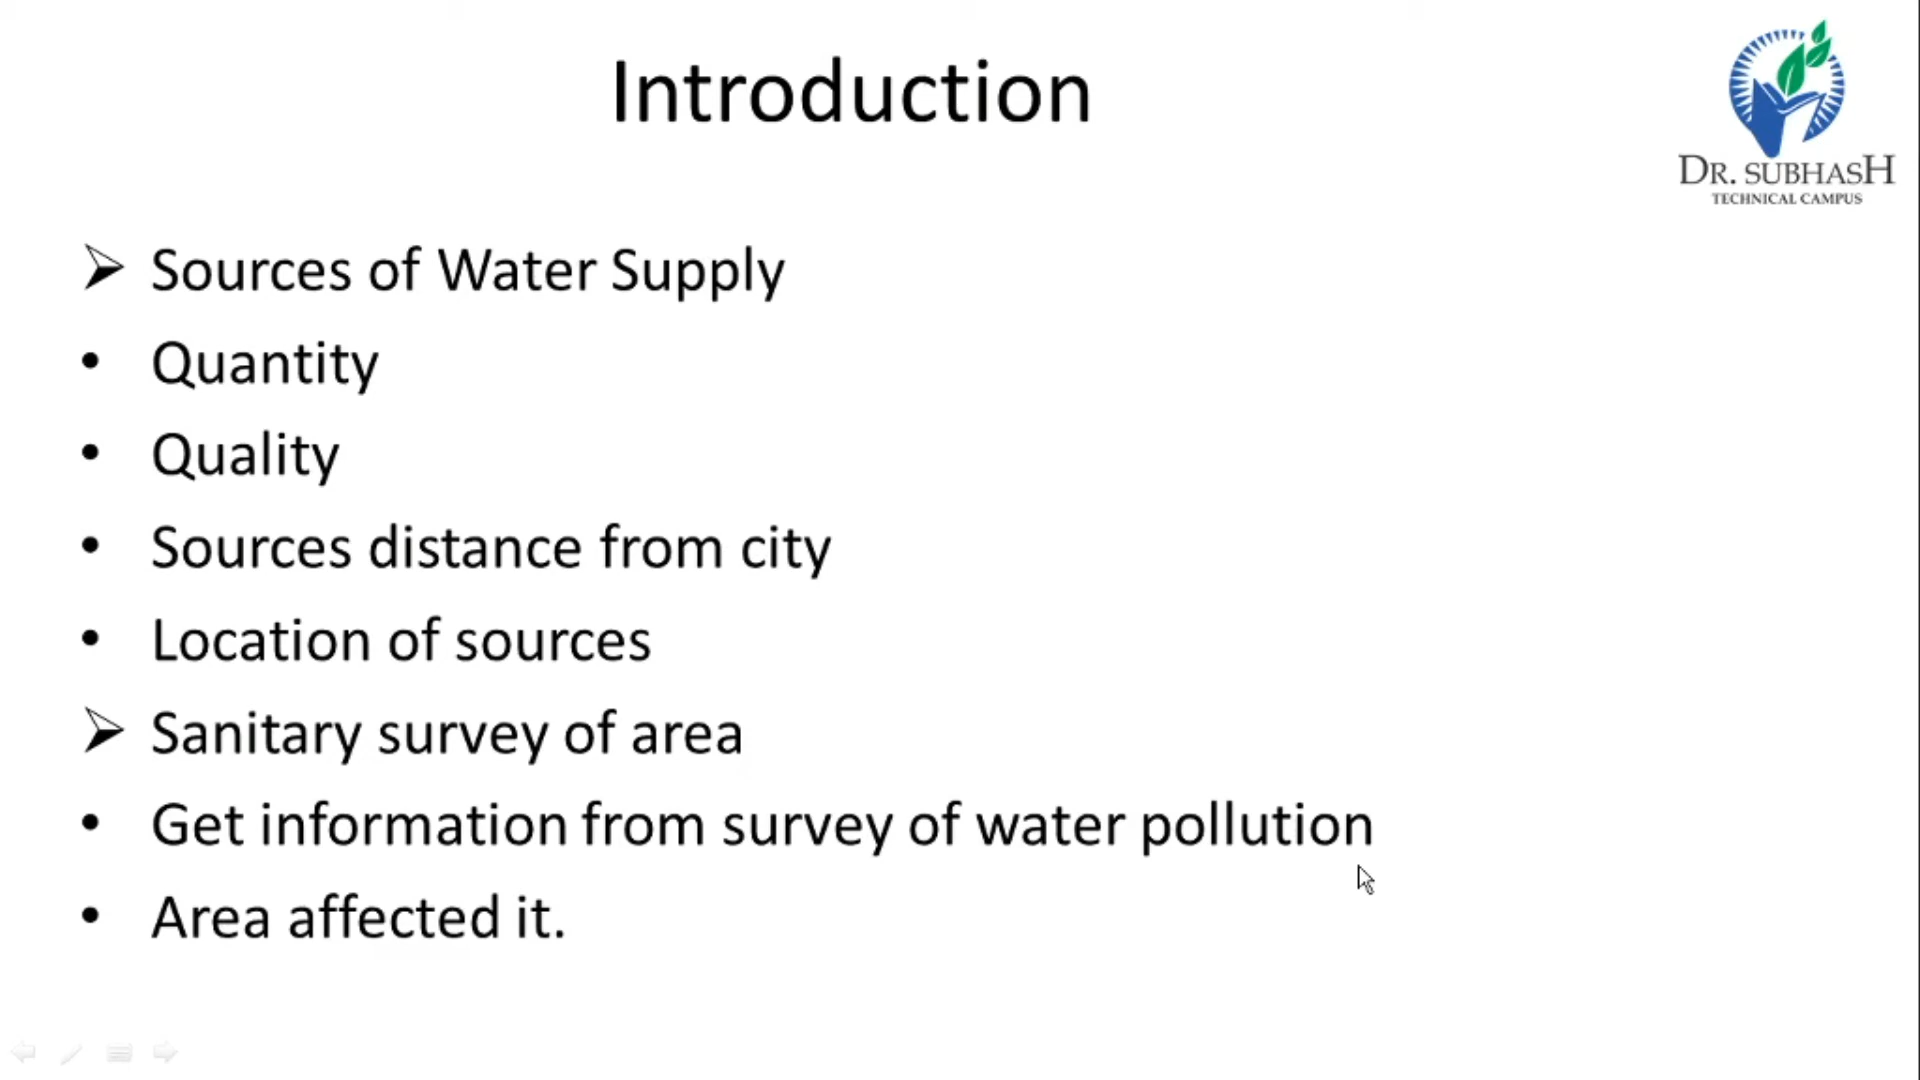 Introduction
DR. SUBHASH
TECHNICAL CAMPUS
➢ Sources of Water Supply
• Quantity
• Quality
• Sources distance from city
• Location of sources
➢ Sanitary survey of area
• Get information from survey of water pollution
• Area affected it.